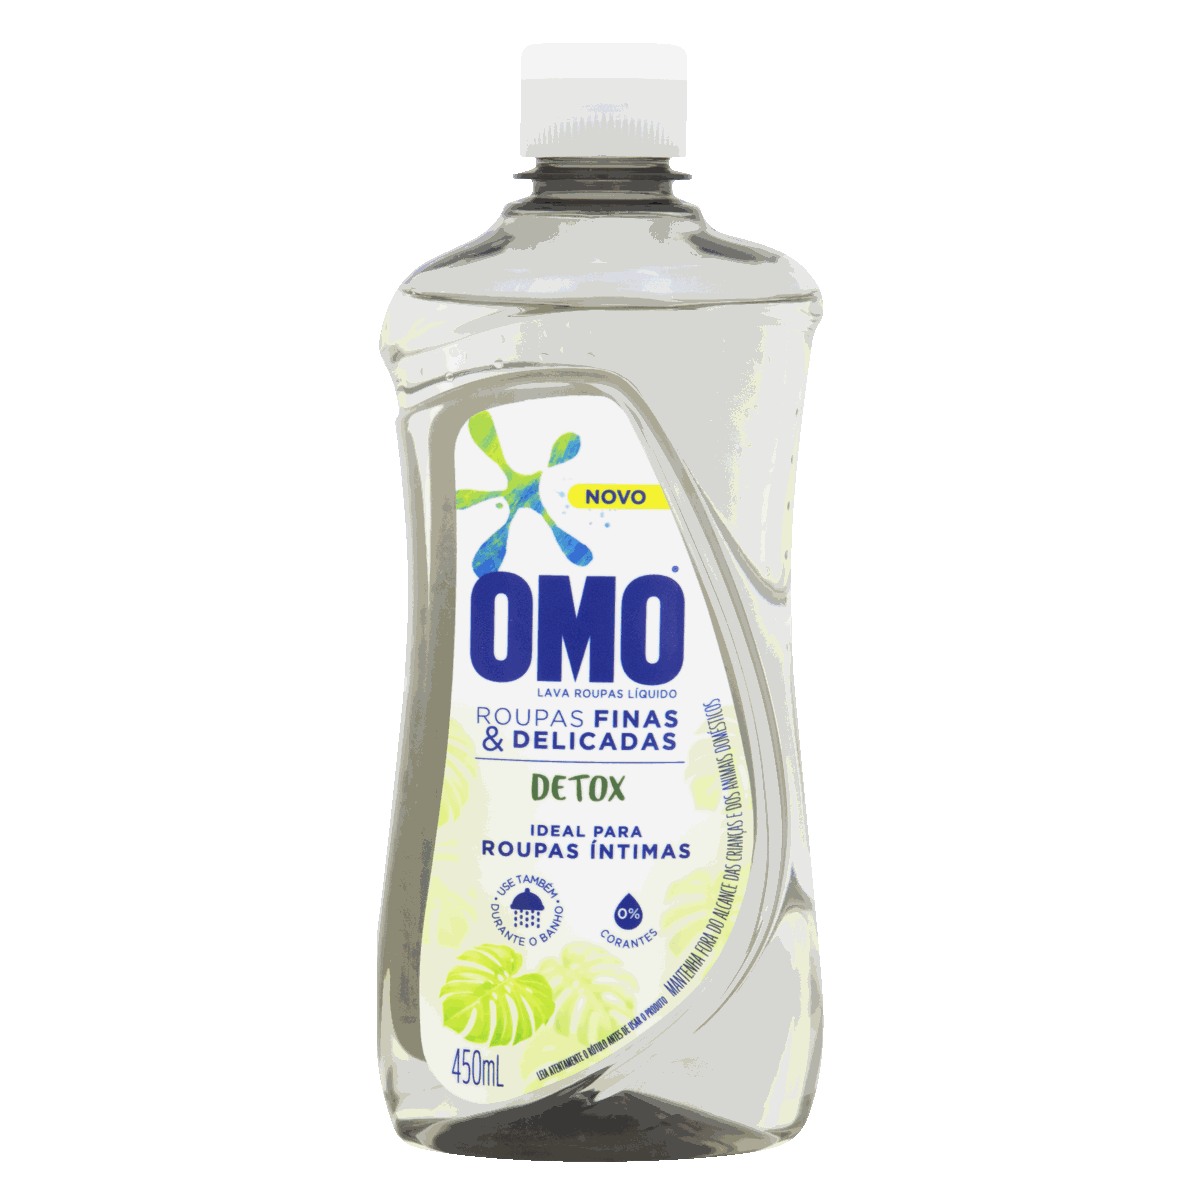 NOVO
OMO
LAVA ROUPAS LÍQUIDO
ROUPAS FINAS
& DELICADAS
DETOX
IDEAL PARA
ROUPAS ÍNTIMAS
USE TAMBÉM
DURANTE O BANHO
0%
CORANTES
450mL
LEIA ATENTAMENTE O RÓTULO ANTES DE USAR O PRODUTO
MANTENHA FORA DO ALCANCE DAS CRIANÇAS E DOS ANIMAIS DOMÉSTICOS